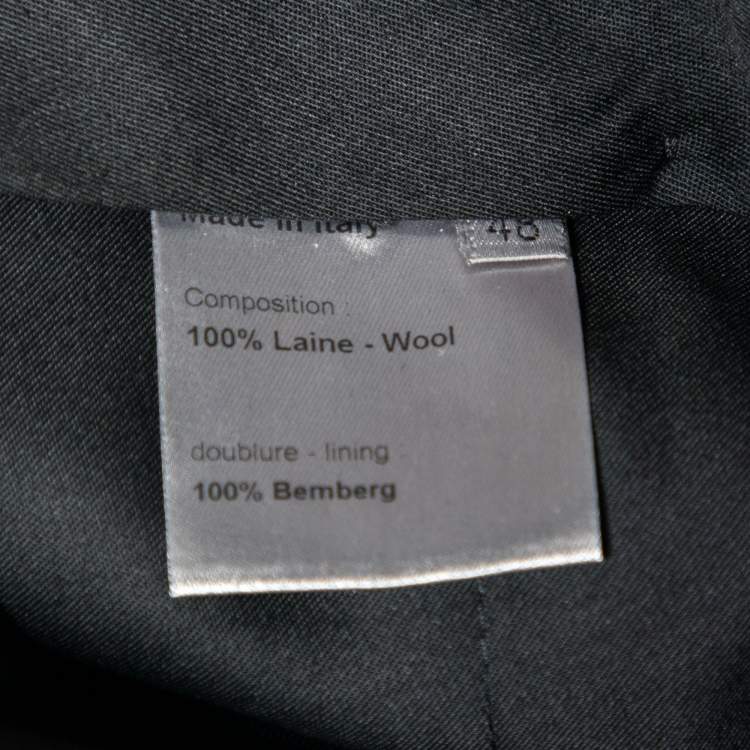 Made in Italy
48
Composition :
100% Laine - Wool
doublure - lining :
100% Bemberg